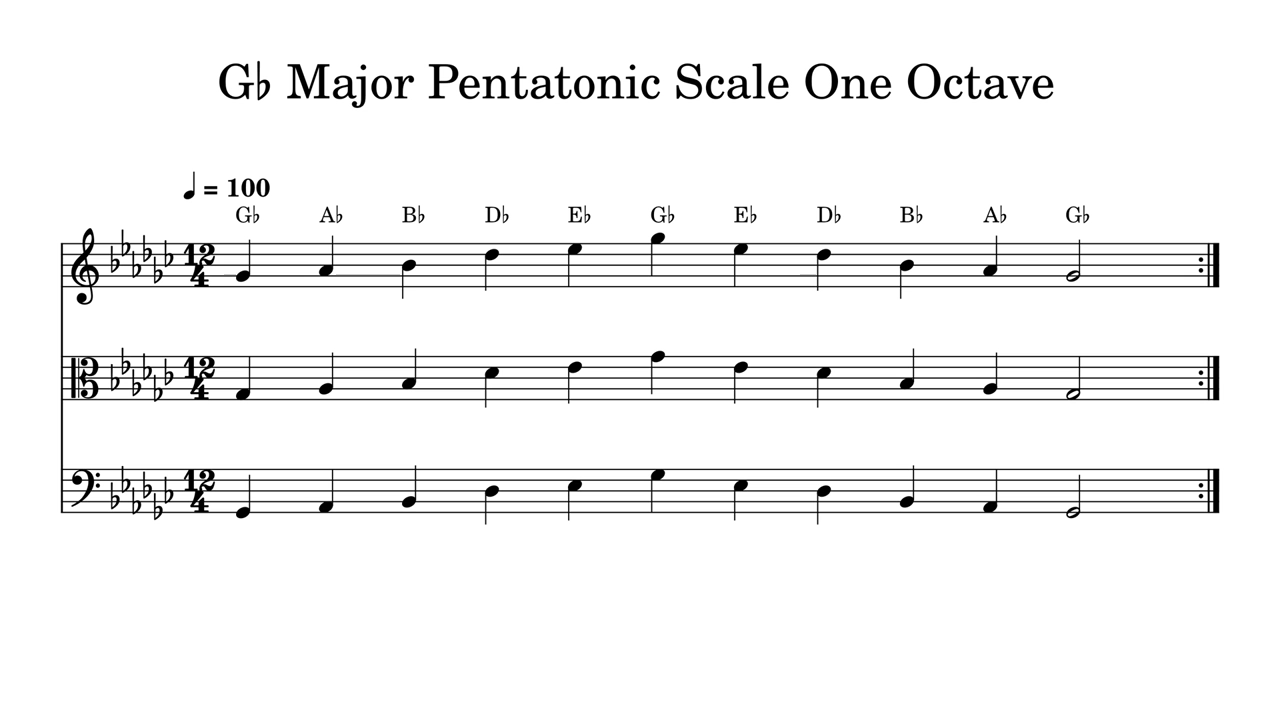 G♭ Major Pentatonic Scale One Octave
♩ = 100
G♭ A♭ B♭ D♭ E♭ G♭ E♭ D♭ B♭ A♭ G♭
12
4
12
4
12
4